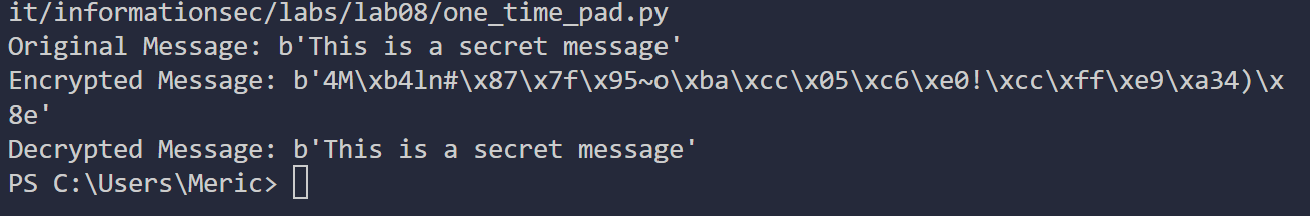 it/informationsec/labs/lab08/one_time_pad.py
Original Message: b'This is a secret message'
Encrypted Message: b'4M\xb4ln#\x87\x7f\x95~o\xba\xcc\x05\xc6\xe0!\xcc\xff\xe9\xa34)\x
8e'
Decrypted Message: b'This is a secret message'
PS C:\Users\Meric>